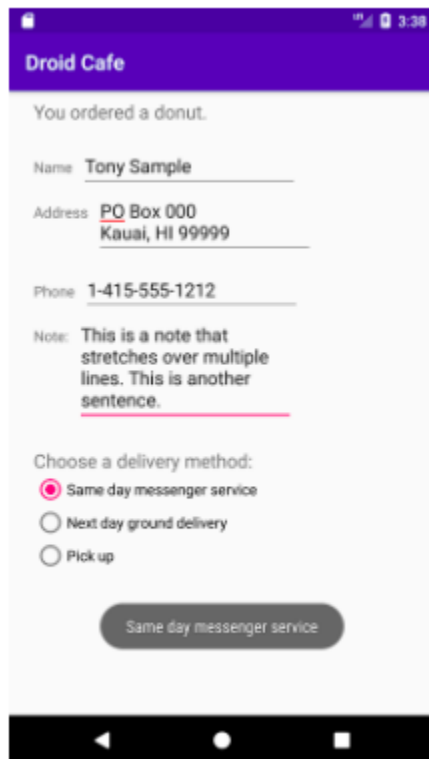 3:38
Droid Cafe
You ordered a donut.
Name Tony Sample
Address PO Box 000
Kauai, HI 99999
Phone 1-415-555-1212
Note: This is a note that
stretches over multiple
lines. This is another
sentence.
Choose a delivery method:
Same day messenger service
Next day ground delivery
Pick up
Same day messenger service